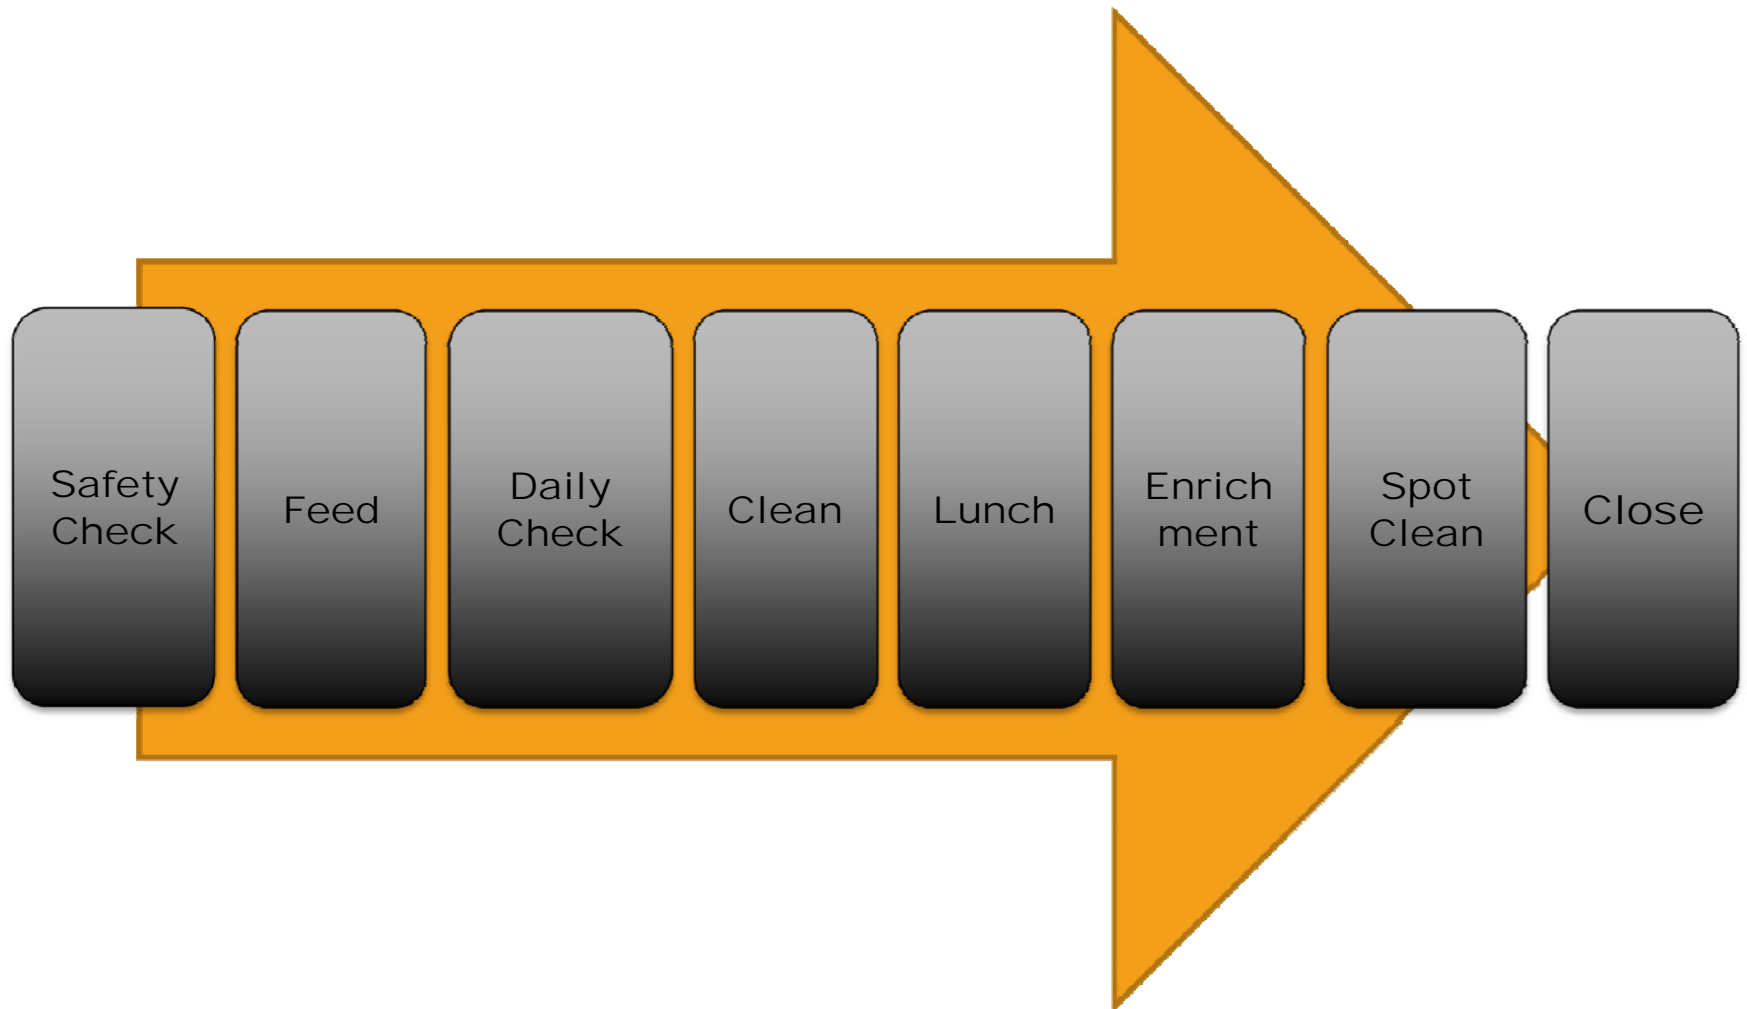 Safety
Check
Feed
Daily
Check
Clean
Lunch
Enrich
ment
Spot
Clean
Close